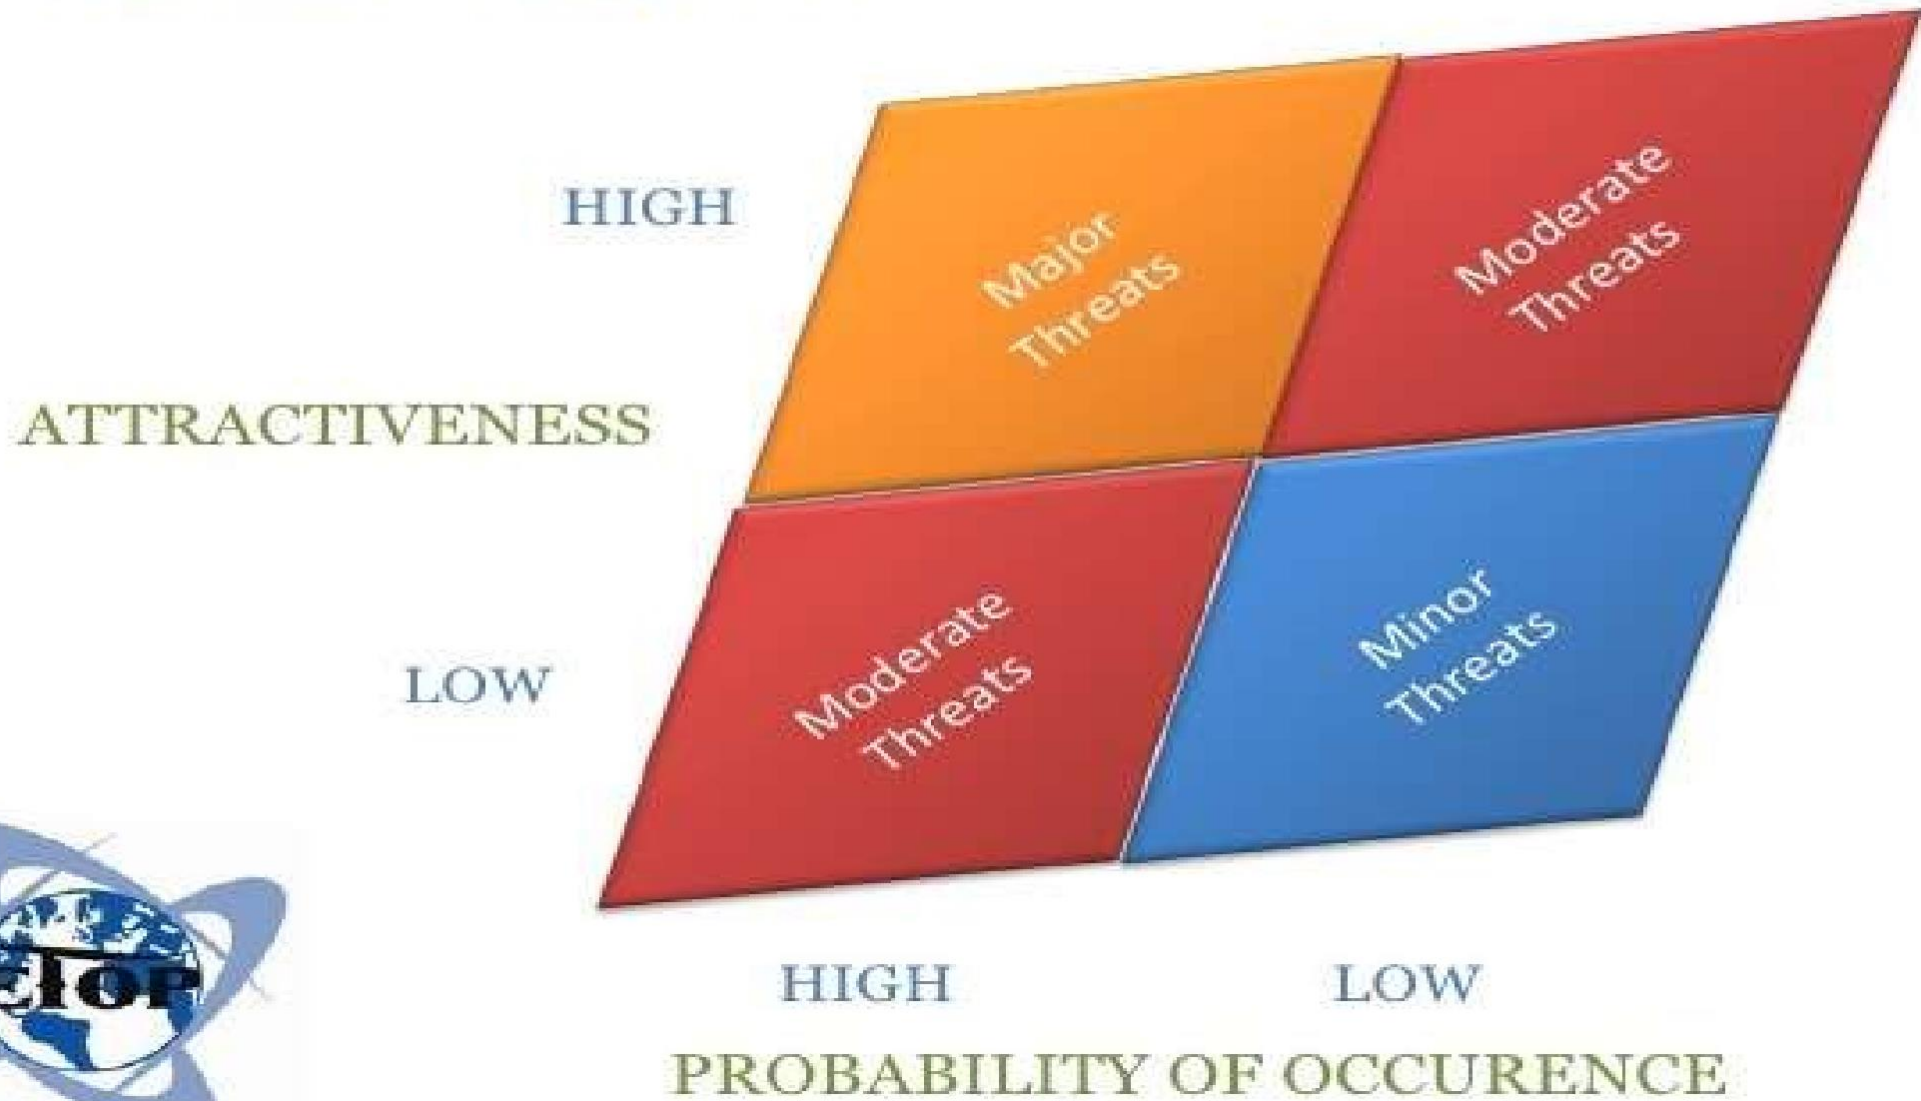 HIGH
Major
Threats
Moderate
Threats
ATTRACTIVENESS
LOW
Moderate
Threats
Minor
Threats
HIGH LOW
PROBABILITY OF OCCURENCE